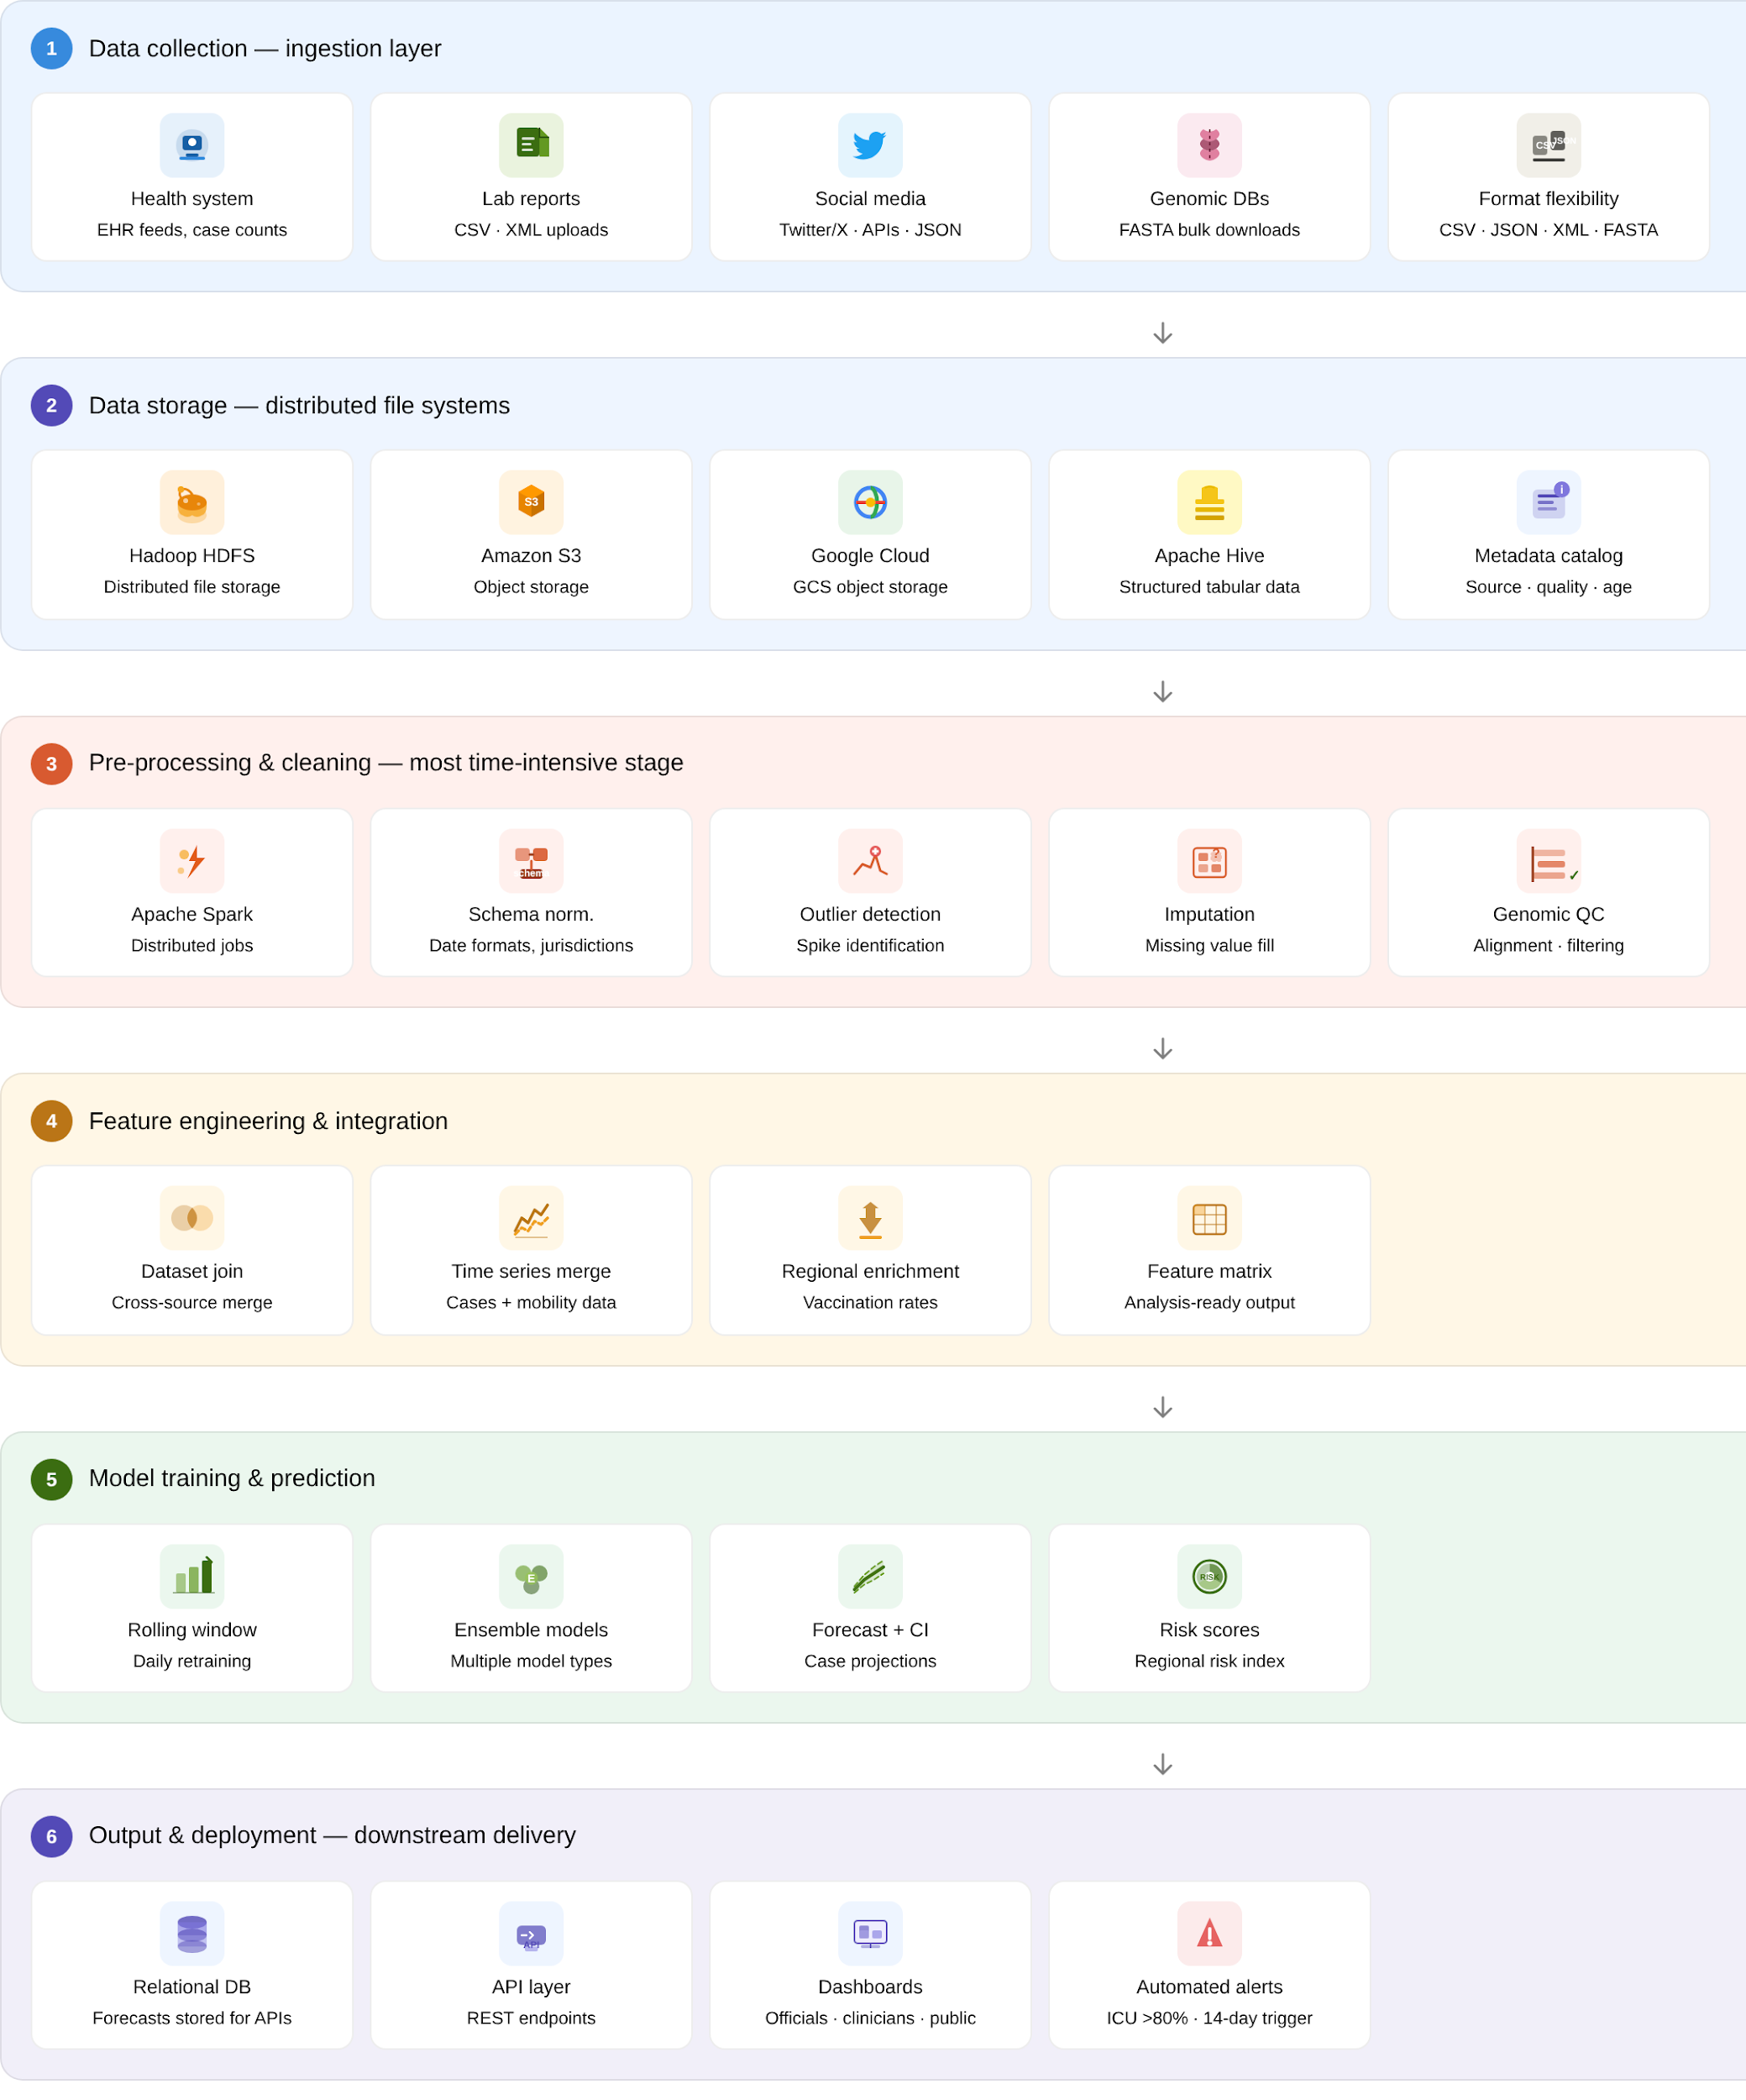 1 Data collection — ingestion layer
Health system
EHR feeds, case counts
Lab reports
CSV · XML uploads
Social media
Twitter/X · APIs · JSON
Genomic DBs
FASTA bulk downloads
CSV JSON
Format flexibility
CSV · JSON · XML · FASTA
2 Data storage — distributed file systems
Hadoop HDFS
Distributed file storage
S3
Amazon S3
Object storage
Google Cloud
GCS object storage
Apache Hive
Structured tabular data
i
Metadata catalog
Source · quality · age
3 Pre-processing & cleaning — most time-intensive stage
Apache Spark
Distributed jobs
Schema norm.
Date formats, jurisdictions
Outlier detection
Spike identification
?
Imputation
Missing value fill
✓
Genomic QC
Alignment · filtering
4 Feature engineering & integration
Dataset join
Cross-source merge
Time series merge
Cases + mobility data
Regional enrichment
Vaccination rates
Feature matrix
Analysis-ready output
5 Model training & prediction
Rolling window
Daily retraining
E
Ensemble models
Multiple model types
Forecast + CI
Case projections
RISK
Risk scores
Regional risk index
6 Output & deployment — downstream delivery
Relational DB
Forecasts stored for APIs
API
API layer
REST endpoints
Dashboards
Officials · clinicians · public
Automated alerts
ICU >80% · 14-day trigger